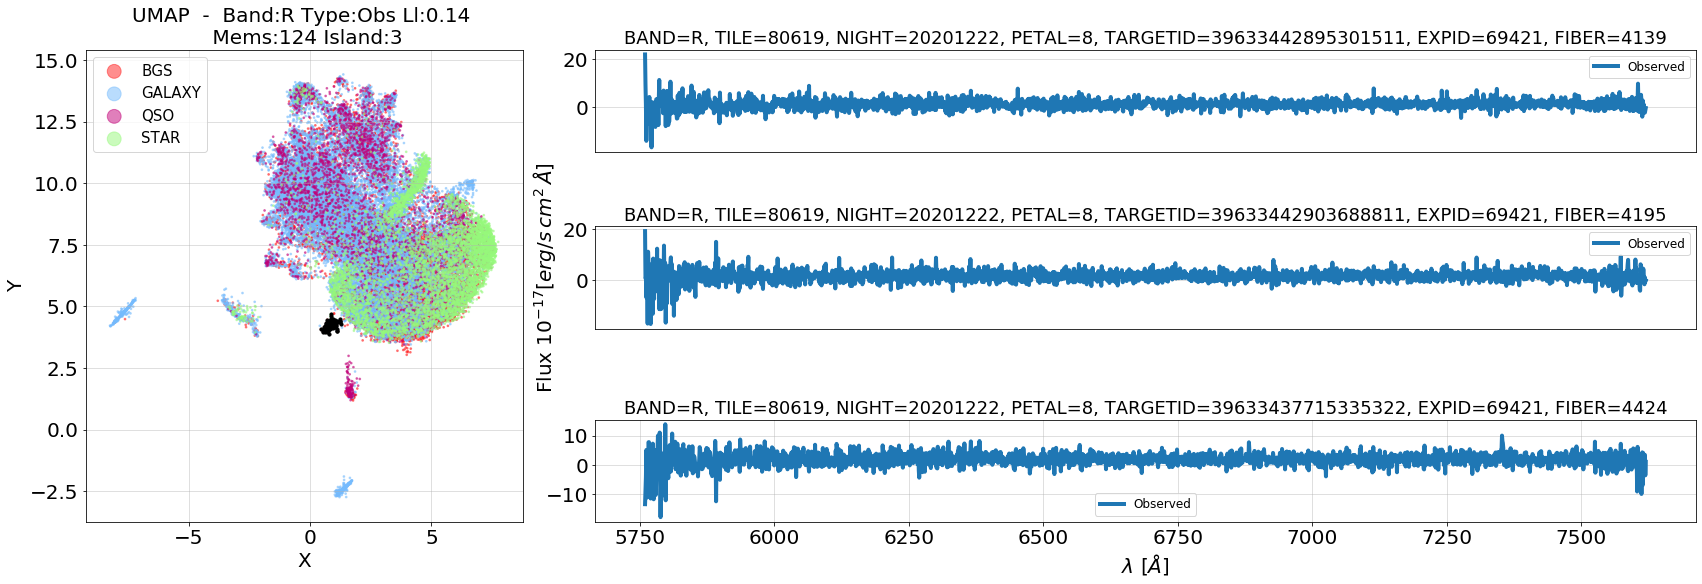 UMAP  -  Band:R Type:Obs Ll:0.14
Mems:124 Island:3
15.0
12.5
10.0
7.5
5.0
2.5
0.0
−2.5
Y
−5
0
5
X
BGS
GALAXY
QSO
STAR
BAND=R, TILE=80619, NIGHT=20201222, PETAL=8, TARGETID=39633442895301511, EXPID=69421, FIBER=4139
20
0
Observed
BAND=R, TILE=80619, NIGHT=20201222, PETAL=8, TARGETID=39633442903688811, EXPID=69421, FIBER=4195
20
0
Observed
Flux 10⁻¹⁷[erg/s cm² Å]
BAND=R, TILE=80619, NIGHT=20201222, PETAL=8, TARGETID=39633437715335322, EXPID=69421, FIBER=4424
10
0
−10
Observed
5750
6000
6250
6500
6750
7000
7250
7500
λ [Å]